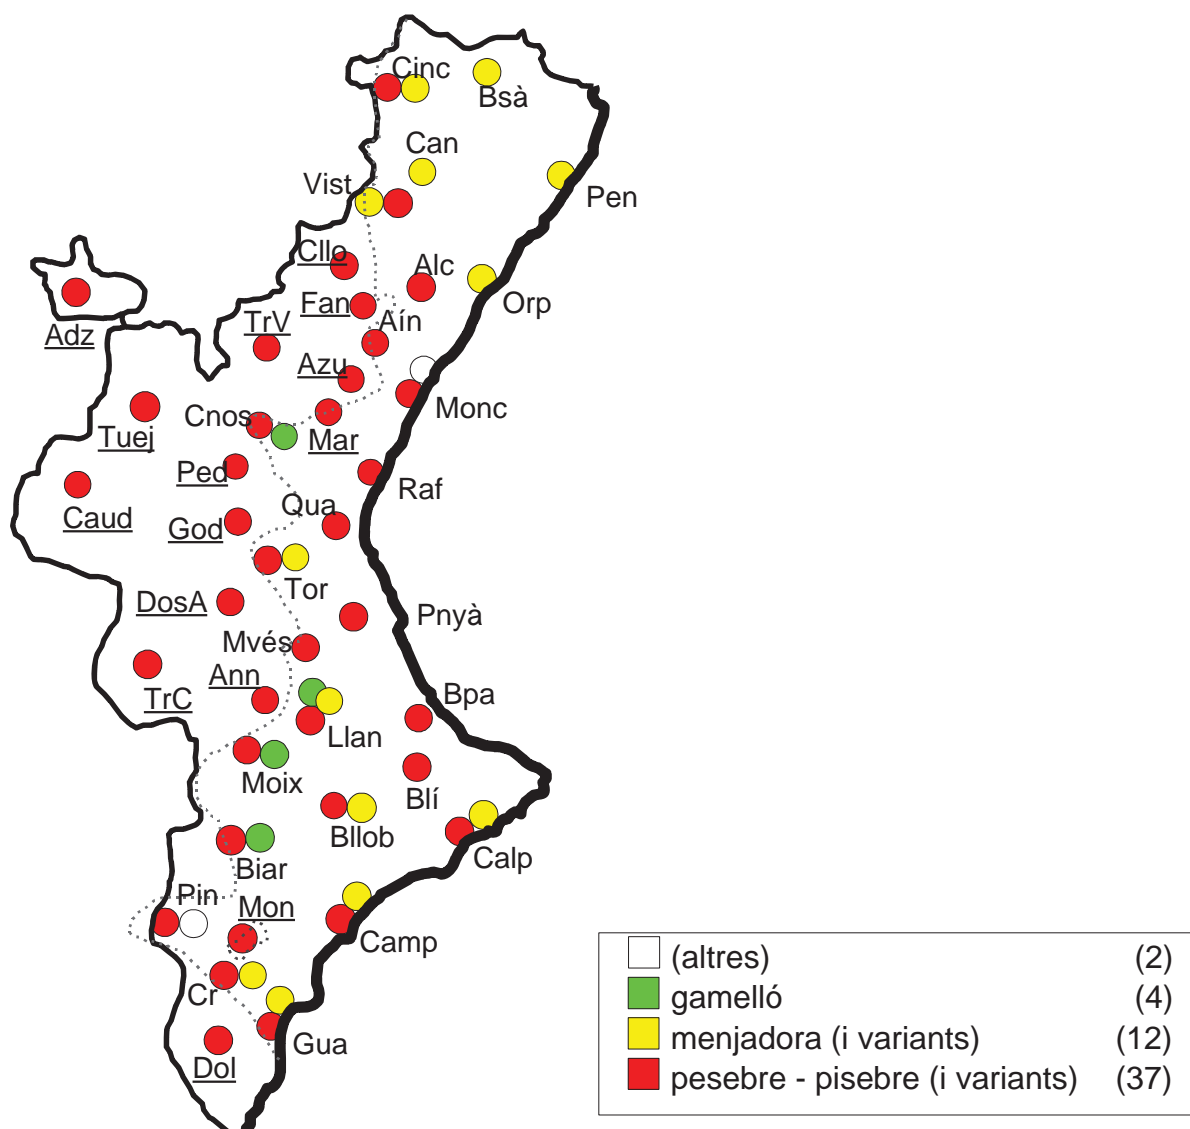 Cinc
Bsà
Can
Vist
Pen
Cllo
Alc
Fan
Orp
Adz
TrV
Aín
Azu
Monc
Cnos
Tuej
Mar
Ped
Raf
Caud
Qua
God
Tor
DosA
Pnyà
Mvés
Ann
TrC
Bpa
Llan
Moix
Blí
Bllob
Calp
Biar
Pin
Mon
Camp
Cr
Gua
Dol
(altres) (2)
gamelló (4)
menjadora (i variants) (12)
pesebre - pisebre (i variants) (37)